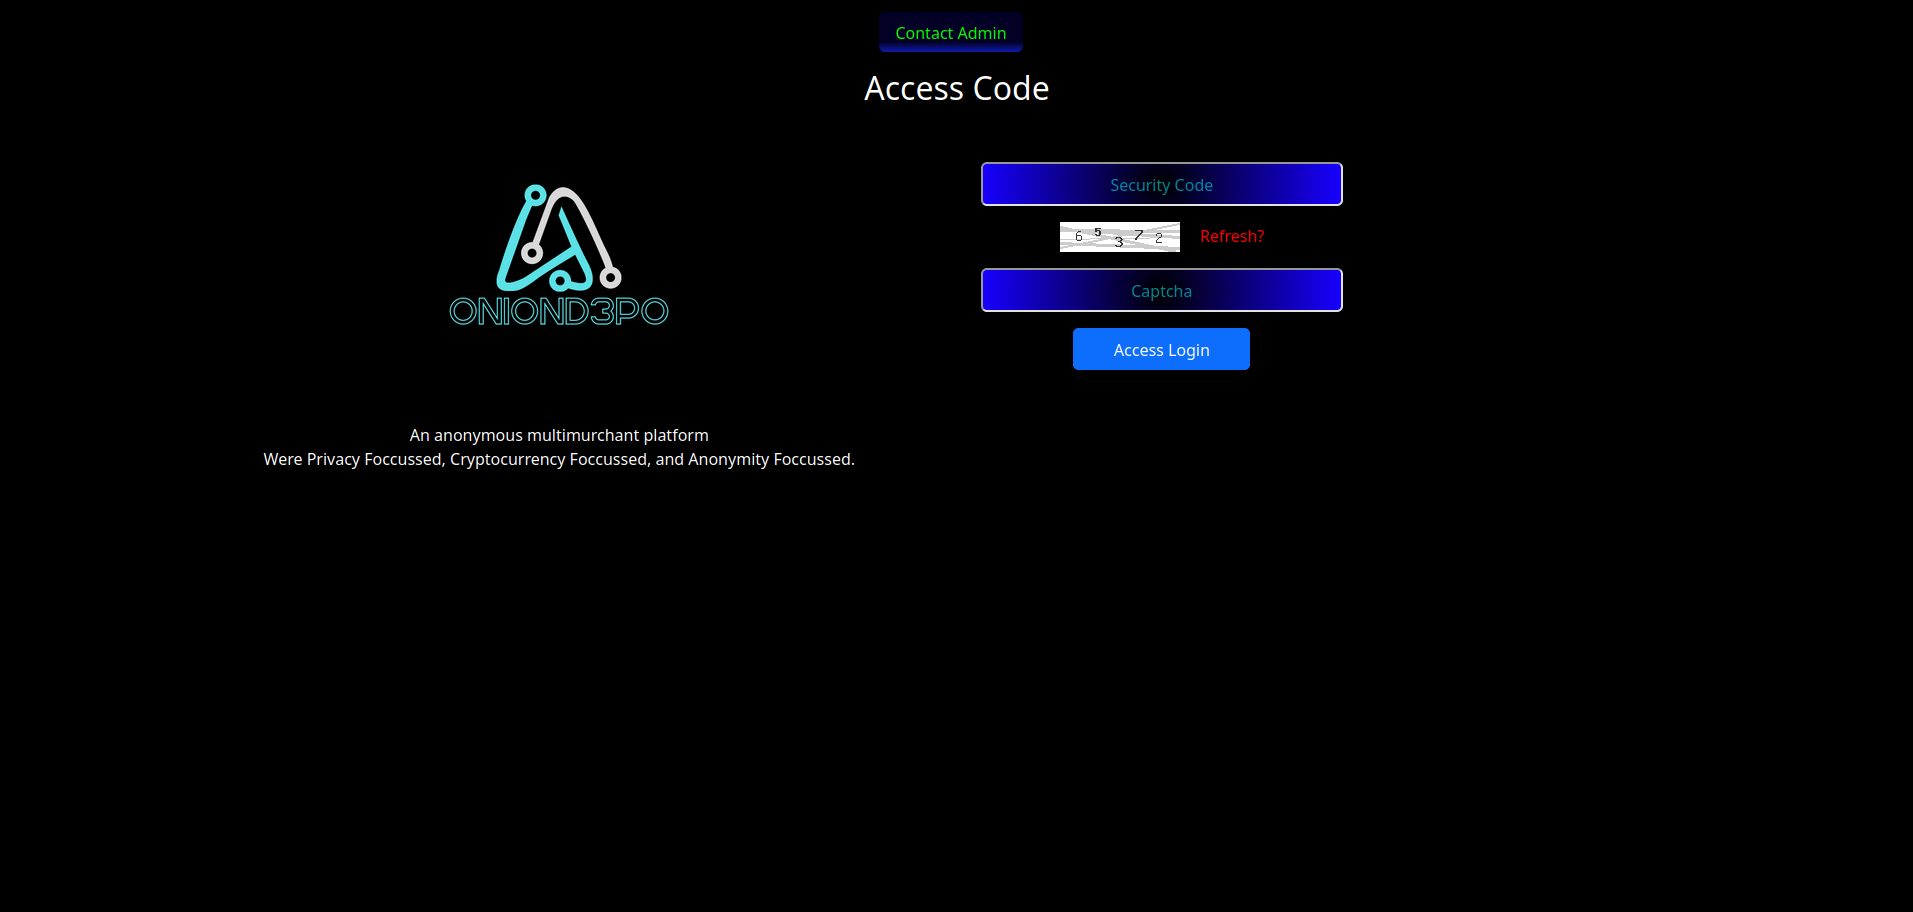 Contact Admin
Access Code
ONIOND3PO
Security Code
6 5 3 7 2
Refresh?
Captcha
Access Login
An anonymous multimurchant platform
Were Privacy Foccussed, Cryptocurrency Foccussed, and Anonymity Foccussed.